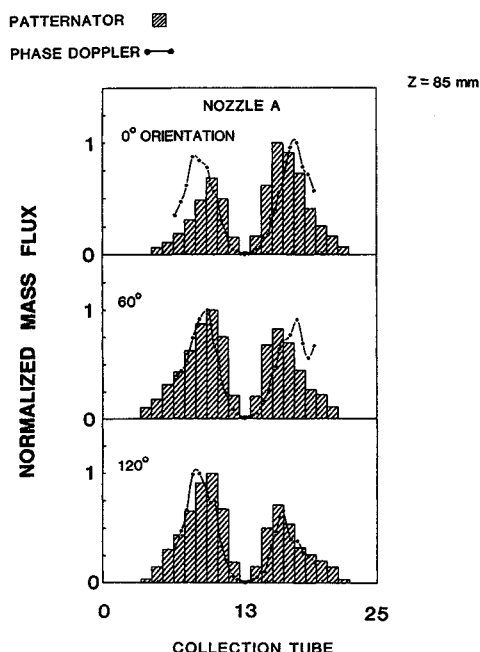 PATTERNATOR
PHASE DOPPLER
Z = 85 mm
NOZZLE A
0° ORIENTATION
1
0
60°
1
0
120°
1
0
NORMALIZED MASS FLUX
0 13 25
COLLECTION TUBE